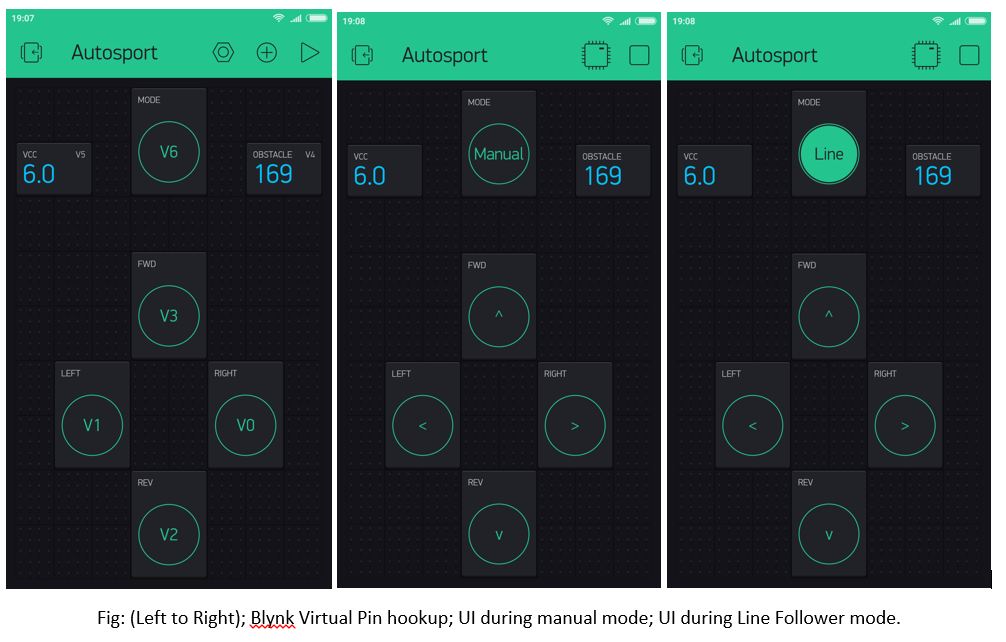 19:07
Autosport
MODE
V6
VCC V5
6.0
OBSTACLE V4
169
FWD
V3
LEFT
V1
RIGHT
V0
REV
V2
19:08
Autosport
MODE
Manual
VCC
6.0
OBSTACLE
169
FWD
^
LEFT
<
RIGHT
>
REV
v
19:08
Autosport
MODE
Line
VCC
6.0
OBSTACLE
169
FWD
^
LEFT
<
RIGHT
>
REV
v
Fig: (Left to Right); Blynk Virtual Pin hookup; UI during manual mode; UI during Line Follower mode.